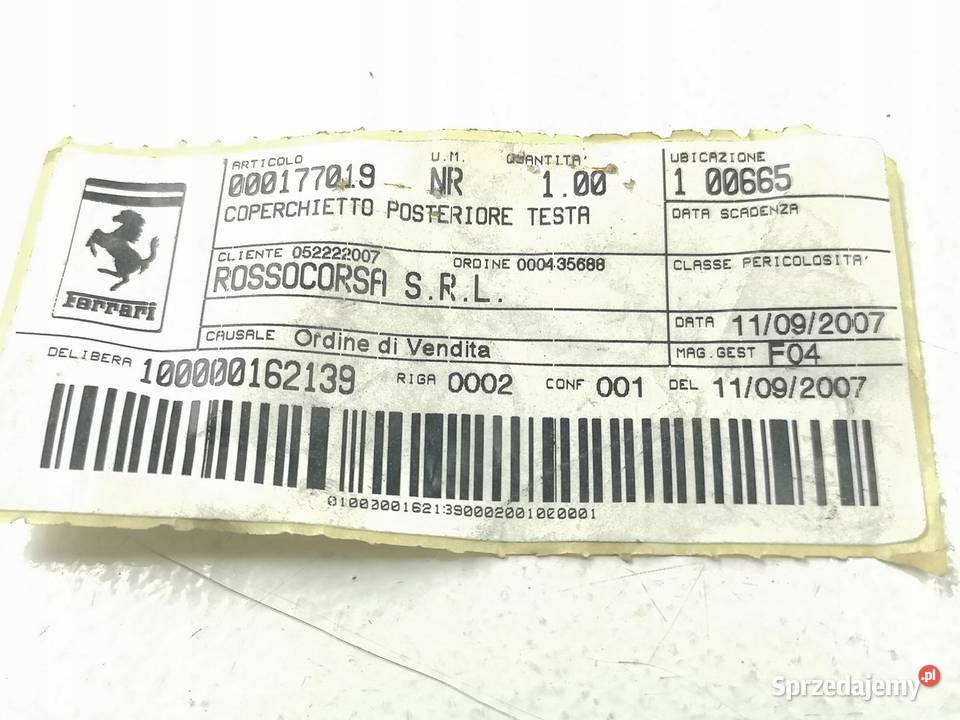 ARTICOLO U.M. QUANTITA' UBICAZIONE
000177019 NR 1.00 1 00665
COPERCHIETTO POSTERIORE TESTA DATA SCADENZA
CLIENTE 052222007 ORDINE 000435688 CLASSE PERICOLOSITA'
ROSSOCORSA S.R.L.
Ferrari
CAUSALE Ordine di Vendita DATA 11/09/2007
MAG.GEST F04
DELIBERA 100000162139 RIGA 0002 CONF 001 DEL 11/09/2007
0100000162139000200100001
Sprzedajemy.pl